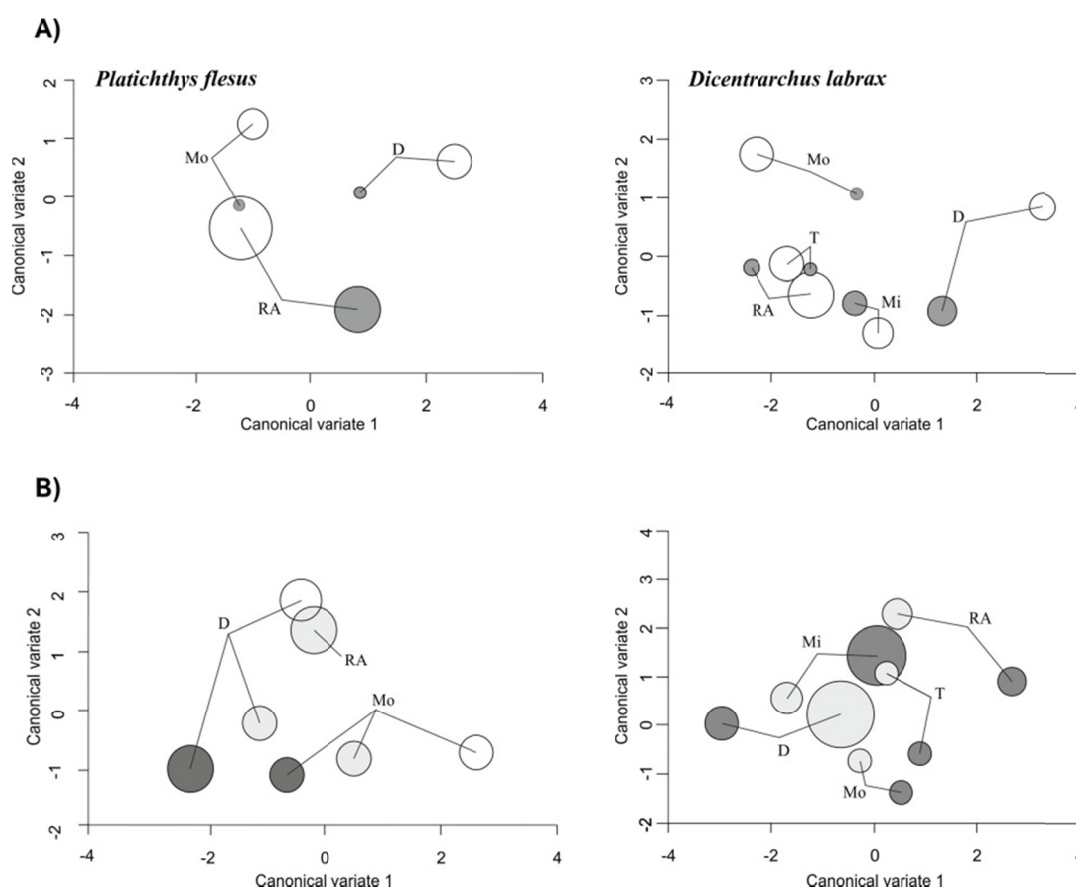 A)
Platichthys flesus
Dicentrarchus labrax
2
1
0
-1
-2
-3
Canonical variate 2
Mo
D
RA
-4
-2
0
2
4
Canonical variate 1
3
2
1
0
-1
-2
Canonical variate 2
Mo
D
T
RA
Mi
-4
-2
0
2
4
Canonical variate 1
B)
3
2
1
0
-1
-2
Canonical variate 2
D
RA
Mo
-4
-2
0
2
4
Canonical variate 1
4
3
2
1
0
-1
-2
Canonical variate 2
RA
Mi
T
D
Mo
-4
-2
0
2
4
Canonical variate 1